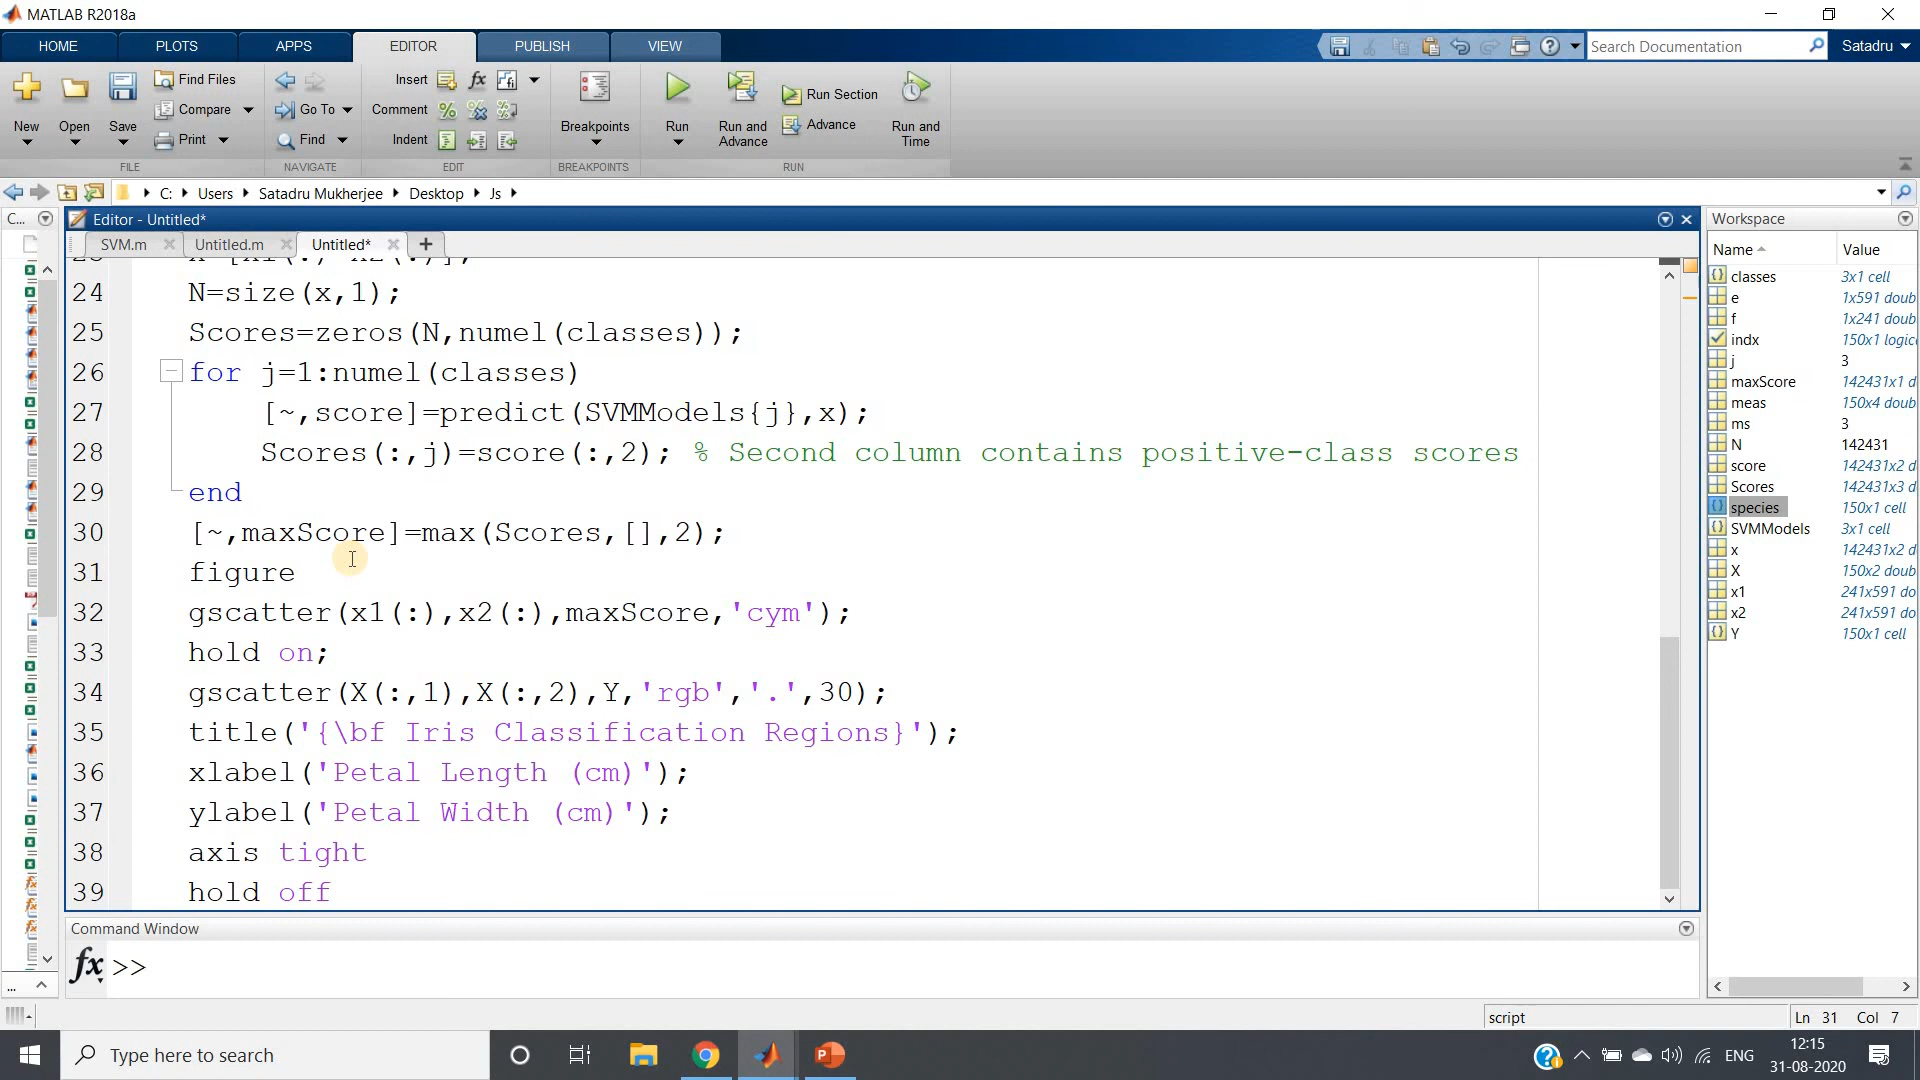 MATLAB R2018a
HOME PLOTS APPS EDITOR PUBLISH VIEW
Search Documentation
Satadru
New
Open
Save
Find Files
Compare
Print
Go To
Find
Insert
Comment
Indent
Breakpoints
Run
Run and Advance
Run Section
Advance
Run and Time
FILE NAVIGATE EDIT BREAKPOINTS RUN
C: Users Satadru Mukherjee Desktop Js
C...
Editor - Untitled*
SVM.m Untitled.m Untitled*
24 N=size(x,1);
25 Scores=zeros(N,numel(classes));
26 for j=1:numel(classes)
27 [~,score]=predict(SVMModels{j},x);
28 Scores(:,j)=score(:,2); % Second column contains positive-class scores
29 end
30 [~,maxScore]=max(Scores,[],2);
31 figure
32 gscatter(x1(:),x2(:),maxScore,'cym');
33 hold on;
34 gscatter(X(:,1),X(:,2),Y,'rgb','.',30);
35 title('{\bf Iris Classification Regions}');
36 xlabel('Petal Length (cm)');
37 ylabel('Petal Width (cm)');
38 axis tight
39 hold off
Command Window
fx >>
Workspace
Name Value
classes 3x1 cell
e 1x591 doub
f 1x241 doub
indx 150x1 logic
j 3
maxScore 142431x1 d
meas 150x4 doub
ms 3
N 142431
score 142431x2 d
Scores 142431x3 d
species 150x1 cell
SVMModels 3x1 cell
x 142431x2 d
X 150x2 doub
x1 241x591 do
x2 241x591 do
Y 150x1 cell
...
script
Ln 31 Col 7
Type here to search
ENG
12:15
31-08-2020